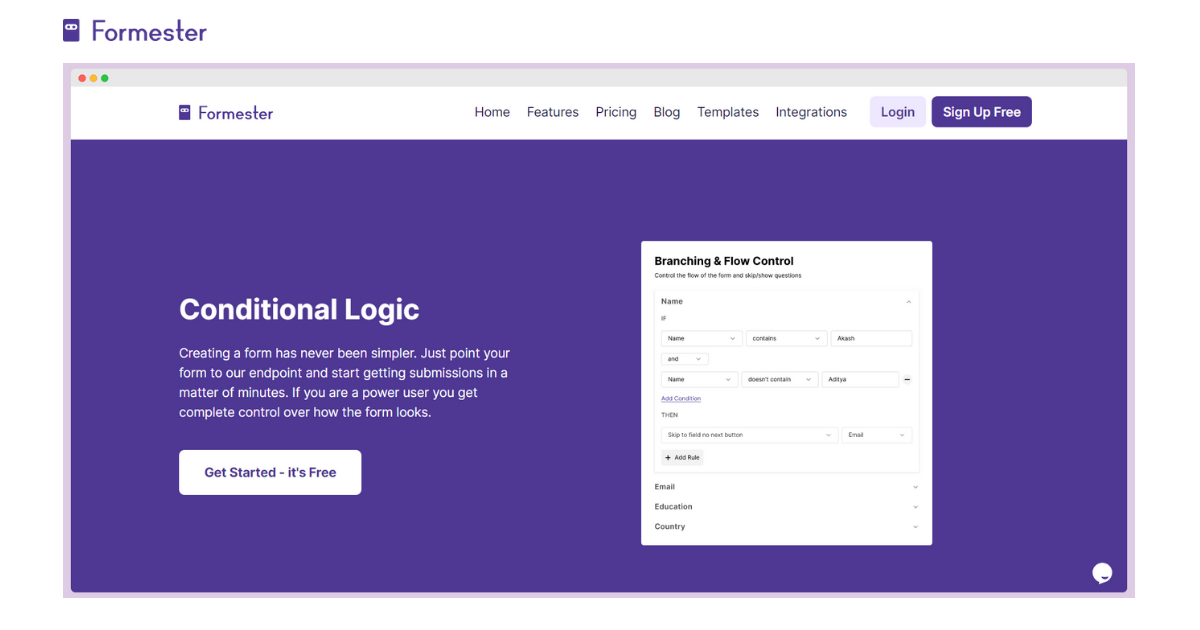 Formester
Formester
Home Features Pricing Blog Templates Integrations Login Sign Up Free
Conditional Logic
Creating a form has never been simpler. Just point your
form to our endpoint and start getting submissions in a
matter of minutes. If you are a power user you get
complete control over how the form looks.
Get Started - it's Free
Branching & Flow Control
Control the flow of the form and skip/show questions
Name
IF
Name contains Akash
and
Name doesn't contain Aditya
Add Condition
THEN
Skip to field no next button Email
+ Add Rule
Email
Education
Country